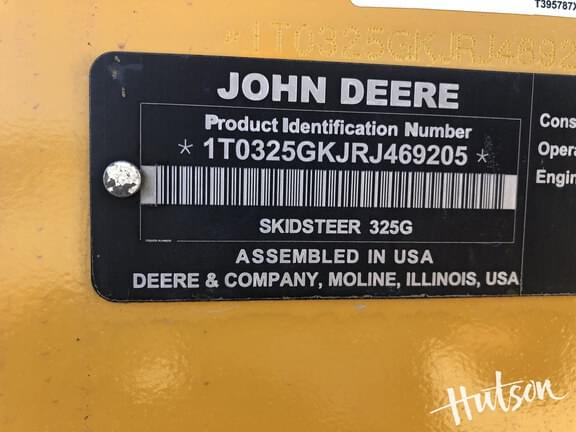 T395787
*1T0325GKJRJ4692
JOHN DEERE
Product Identification Number
*1T0325GKJRJ469205*
SKIDSTEER 325G
ASSEMBLED IN USA
DEERE & COMPANY, MOLINE, ILLINOIS, USA
Cons
Opera
Engin
Hutson